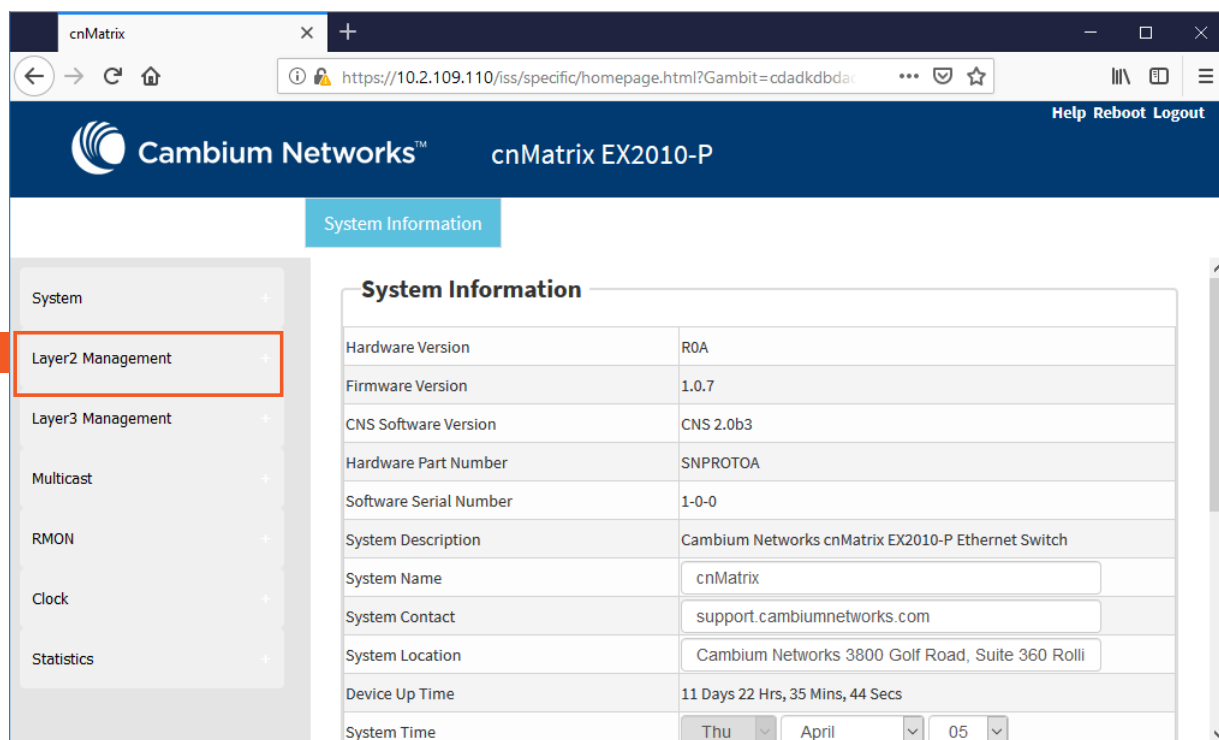 cnMatrix
https://10.2.109.110/iss/specific/homepage.html?Gambit=cdadkdbdac
Help Reboot Logout
Cambium Networks™ cnMatrix EX2010-P
System Information
System
Layer2 Management
Layer3 Management
Multicast
RMON
Clock
Statistics
System Information
Hardware Version R0A
Firmware Version 1.0.7
CNS Software Version CNS 2.0b3
Hardware Part Number SNPROTOA
Software Serial Number 1-0-0
System Description Cambium Networks cnMatrix EX2010-P Ethernet Switch
System Name cnMatrix
System Contact support.cambiumnetworks.com
System Location Cambium Networks 3800 Golf Road, Suite 360 Rolli
Device Up Time 11 Days 22 Hrs, 35 Mins, 44 Secs
System Time Thu April 05